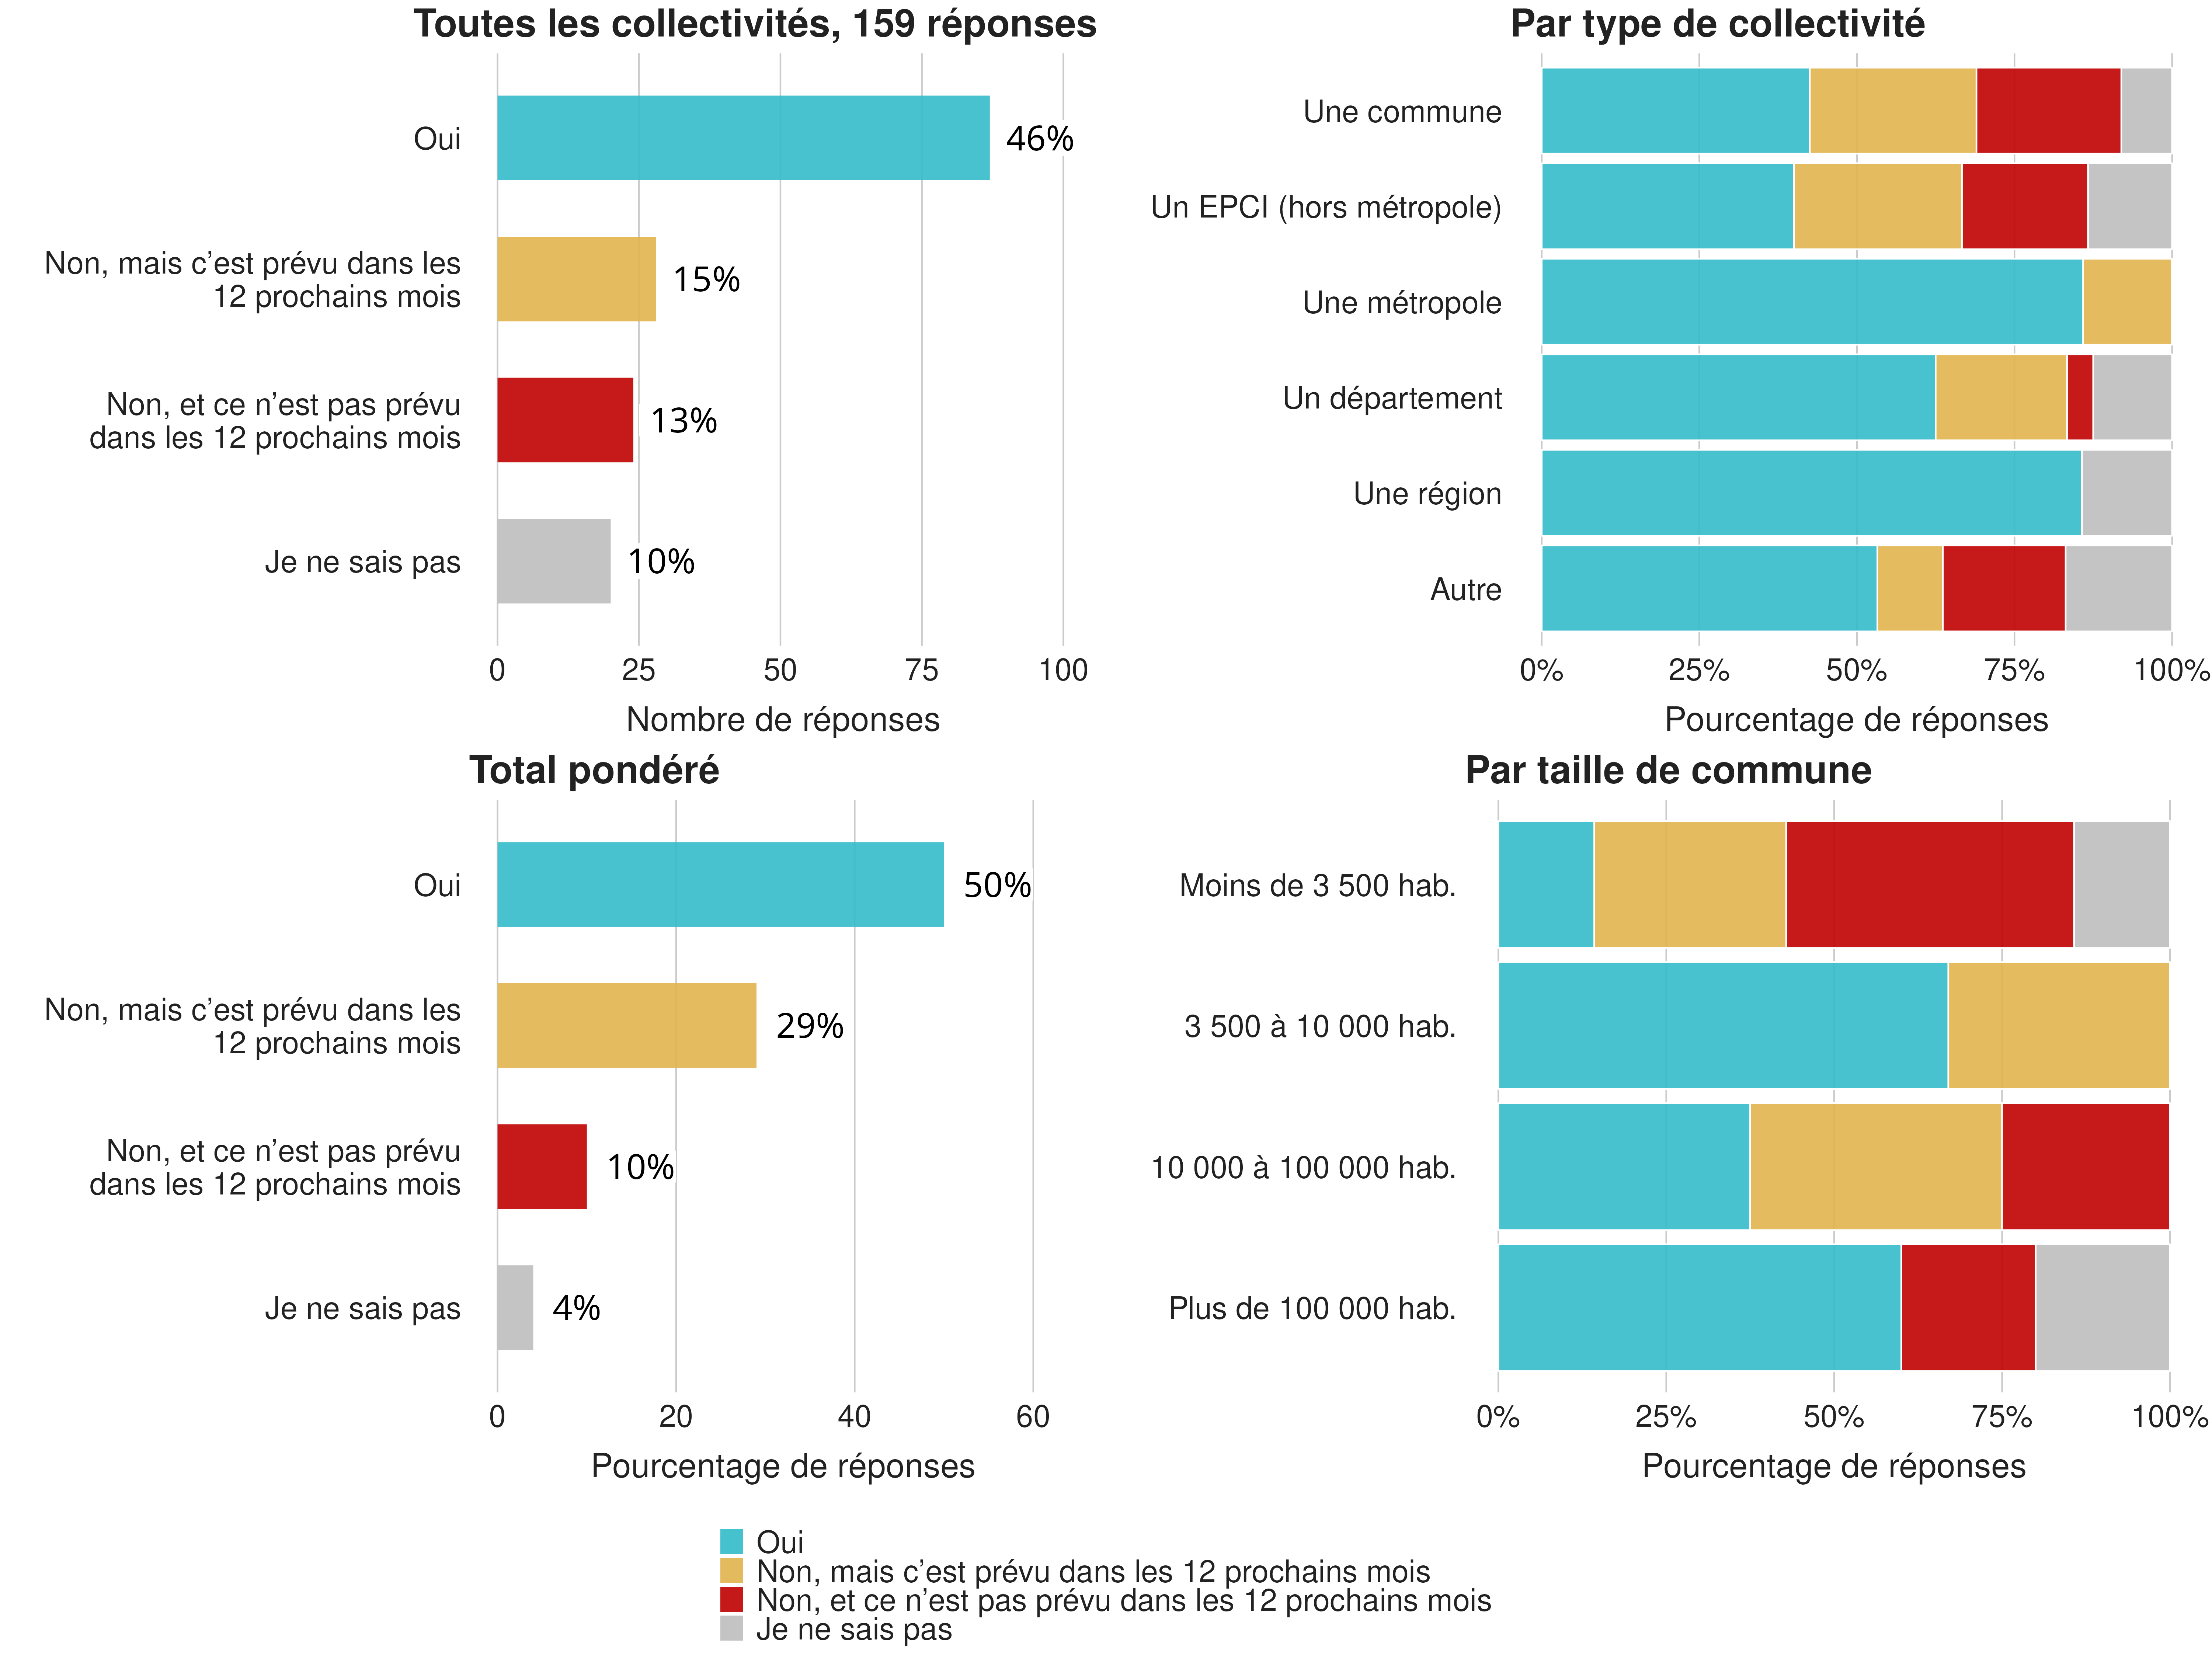 Toutes les collectivités, 159 réponses
Oui
46%
Non, mais c’est prévu dans les
12 prochains mois
15%
Non, et ce n’est pas prévu
dans les 12 prochains mois
13%
Je ne sais pas
10%
0 25 50 75 100
Nombre de réponses
Par type de collectivité
Une commune
Un EPCI (hors métropole)
Une métropole
Un département
Une région
Autre
0% 25% 50% 75% 100%
Pourcentage de réponses
Total pondéré
Oui
50%
Non, mais c’est prévu dans les
12 prochains mois
29%
Non, et ce n’est pas prévu
dans les 12 prochains mois
10%
Je ne sais pas
4%
0 20 40 60
Pourcentage de réponses
Par taille de commune
Moins de 3 500 hab.
3 500 à 10 000 hab.
10 000 à 100 000 hab.
Plus de 100 000 hab.
0% 25% 50% 75% 100%
Pourcentage de réponses
Oui
Non, mais c’est prévu dans les 12 prochains mois
Non, et ce n’est pas prévu dans les 12 prochains mois
Je ne sais pas